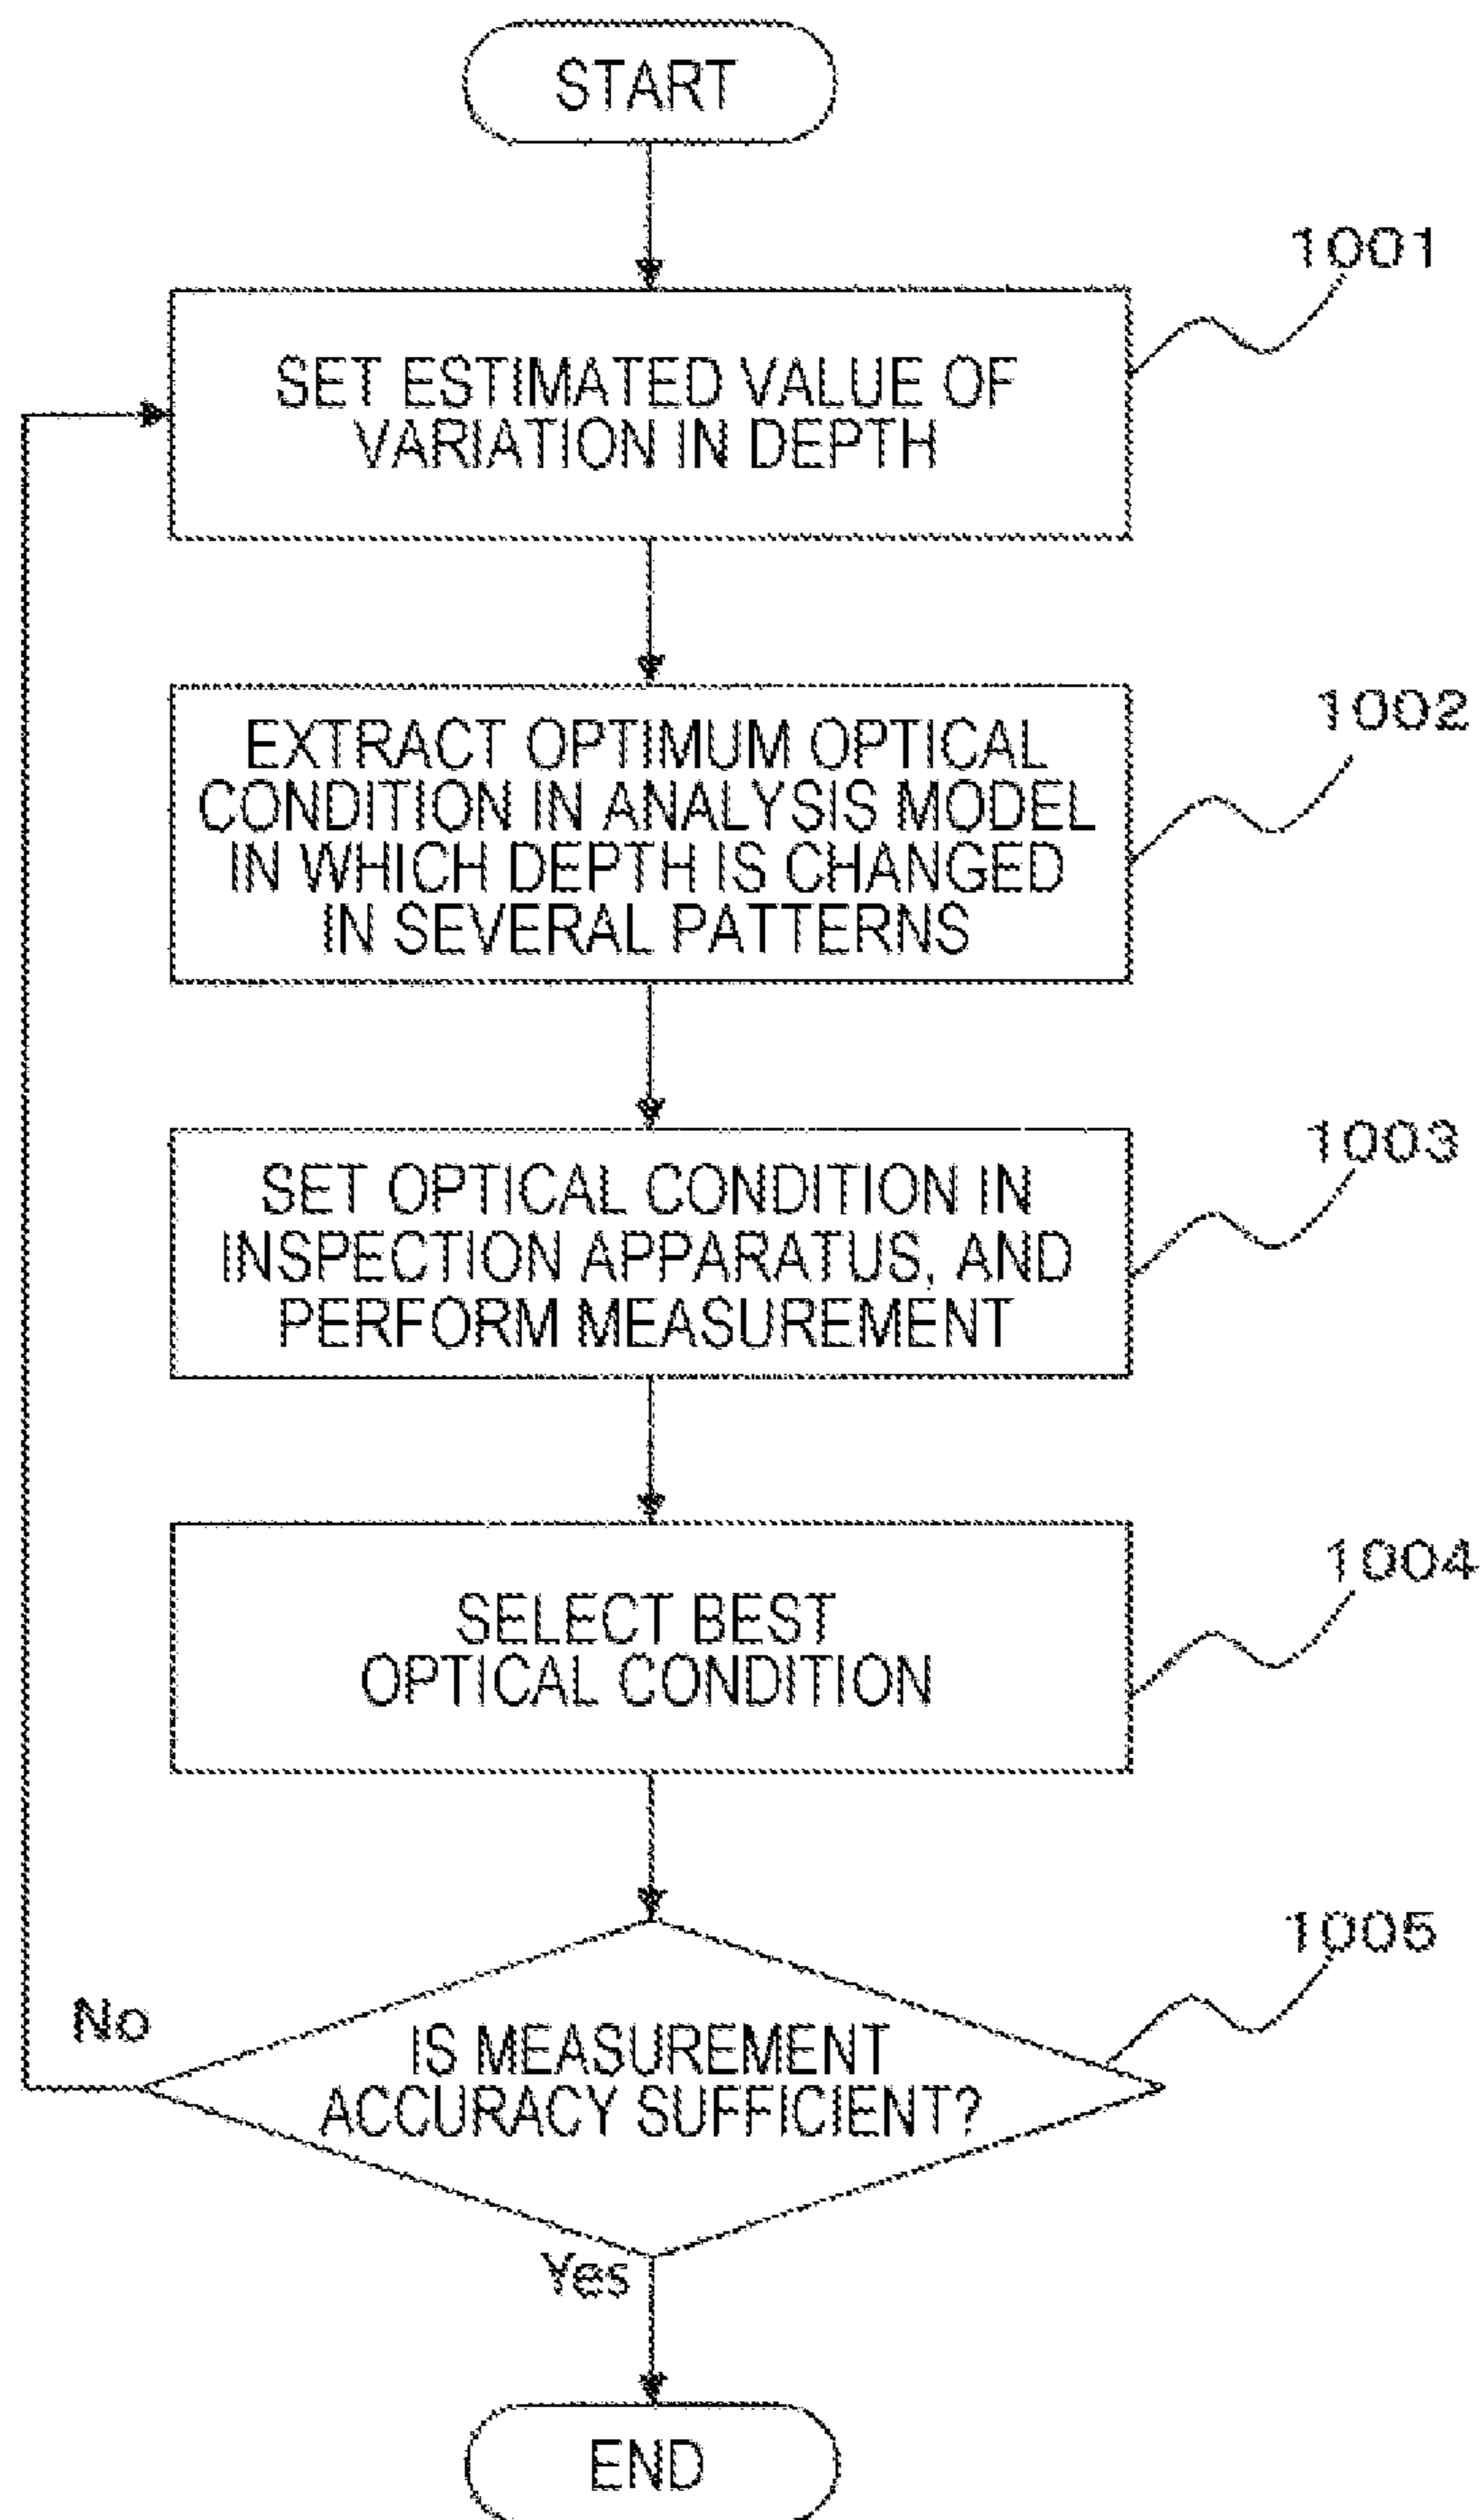 START
1001
SET ESTIMATED VALUE OF
VARIATION IN DEPTH
1002
EXTRACT OPTIMUM OPTICAL
CONDITION IN ANALYSIS MODEL
IN WHICH DEPTH IS CHANGED
IN SEVERAL PATTERNS
1003
SET OPTICAL CONDITION IN
INSPECTION APPARATUS, AND
PERFORM MEASUREMENT
1004
SELECT BEST
OPTICAL CONDITION
1005
No
IS MEASUREMENT
ACCURACY SUFFICIENT?
Yes
END